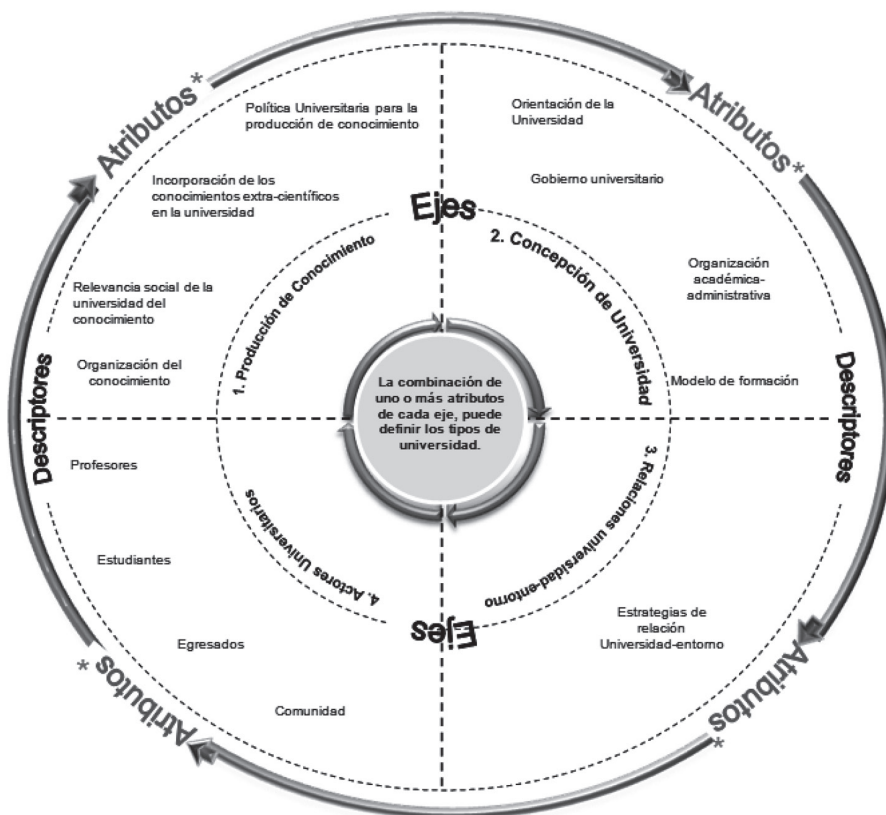 Atributos*
Atributos*
Política Universitaria para la
producción de conocimiento
Orientación de la
Universidad
Incorporación de los
conocimientos extra-científicos
en la universidad
Gobierno universitario
Ejes
1. Producción de Conocimiento
2. Concepción de Universidad
Relevancia social de la
universidad del
conocimiento
Organización
académica-
administrativa
Organización del
conocimiento
Modelo de formación
Descriptores
Descriptores
La combinación de
uno o más atributos
de cada eje, puede
definir los tipos de
universidad.
Profesores
Estudiantes
Egresados
Comunidad
4. Actores Universitarios
3. Relaciones universidad-entorno
Ejes
Estrategias de
relación
Universidad-entorno
Atributos*
Atributos*